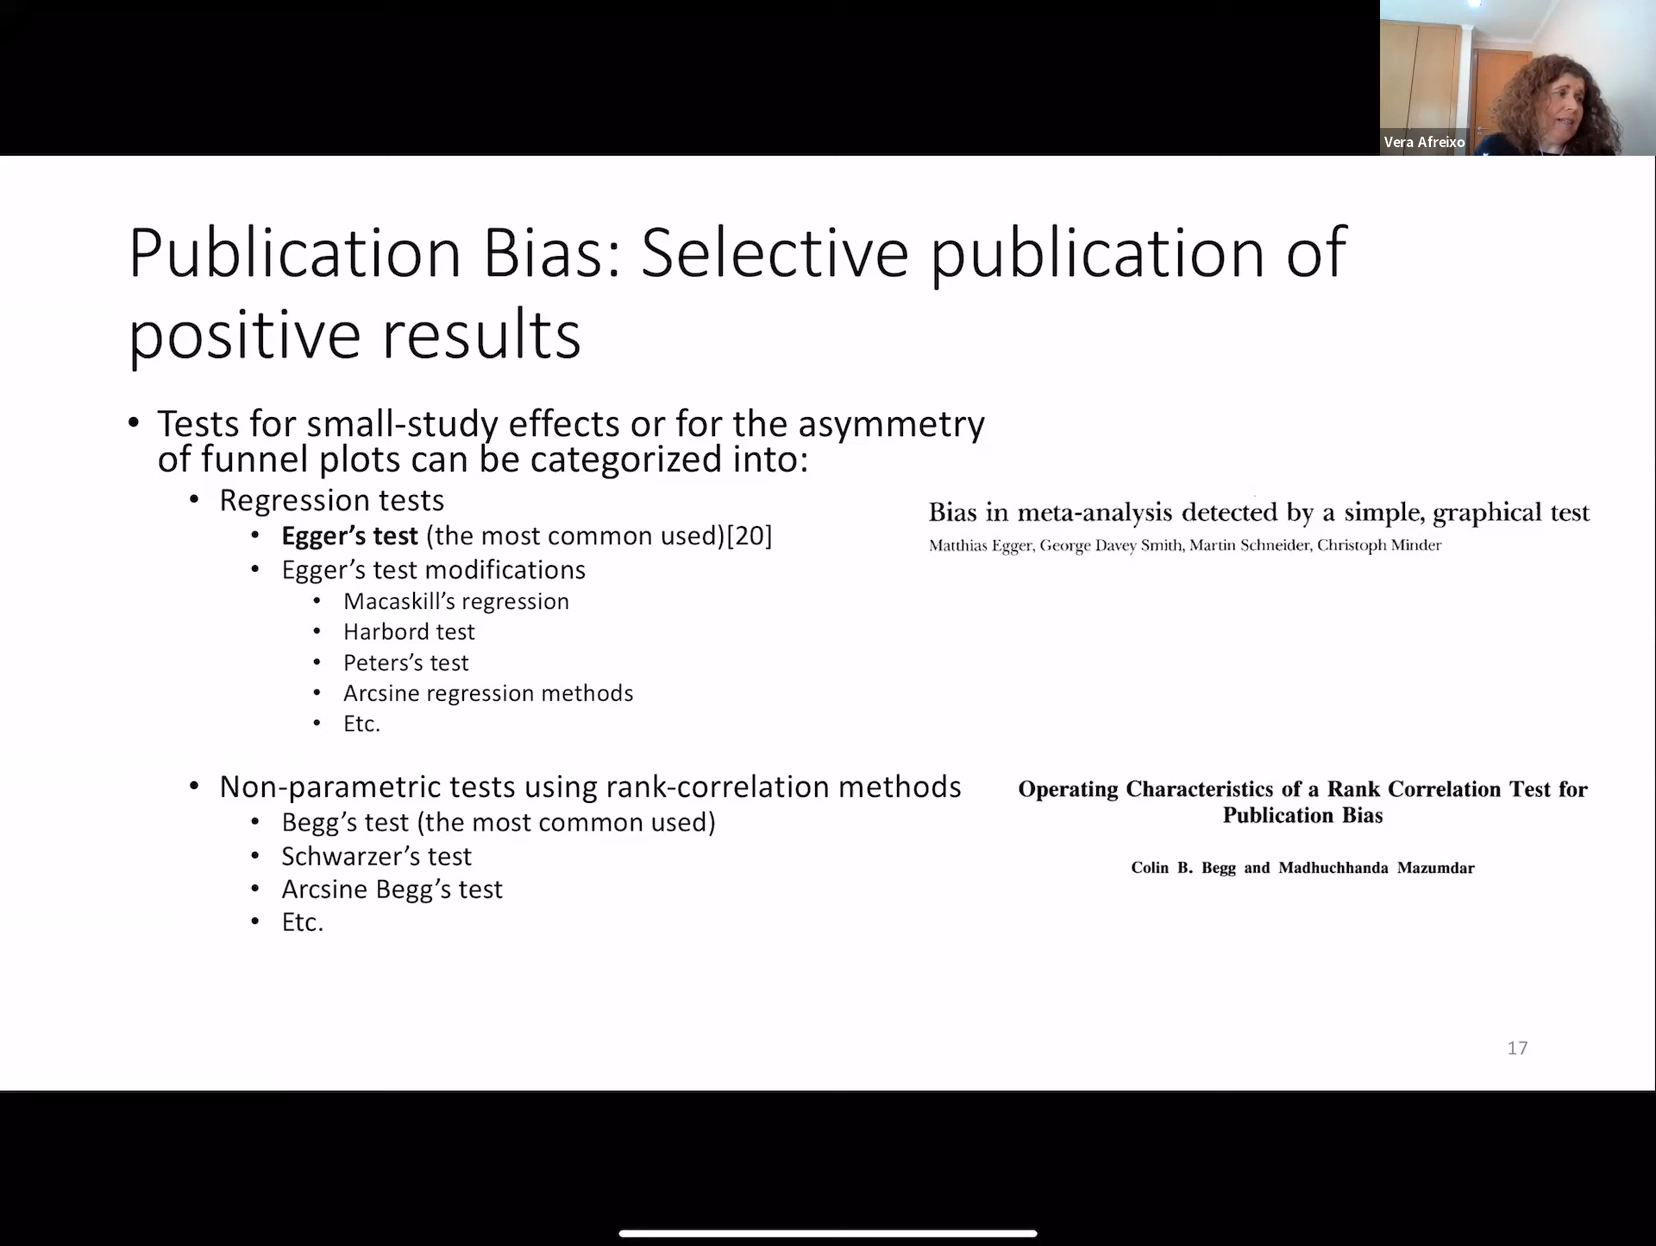 Vera Afreixo
Publication Bias: Selective publication of
positive results
• Tests for small-study effects or for the asymmetry
of funnel plots can be categorized into:
• Regression tests
• Egger’s test (the most common used)[20]
• Egger’s test modifications
• Macaskill’s regression
• Harbord test
• Peters’s test
• Arcsine regression methods
• Etc.
Bias in meta-analysis detected by a simple, graphical test
Matthias Egger, George Davey Smith, Martin Schneider, Christoph Minder
• Non-parametric tests using rank-correlation methods
• Begg’s test (the most common used)
• Schwarzer’s test
• Arcsine Begg’s test
• Etc.
Operating Characteristics of a Rank Correlation Test for
Publication Bias
Colin B. Begg and Madhuchhanda Mazumdar
17